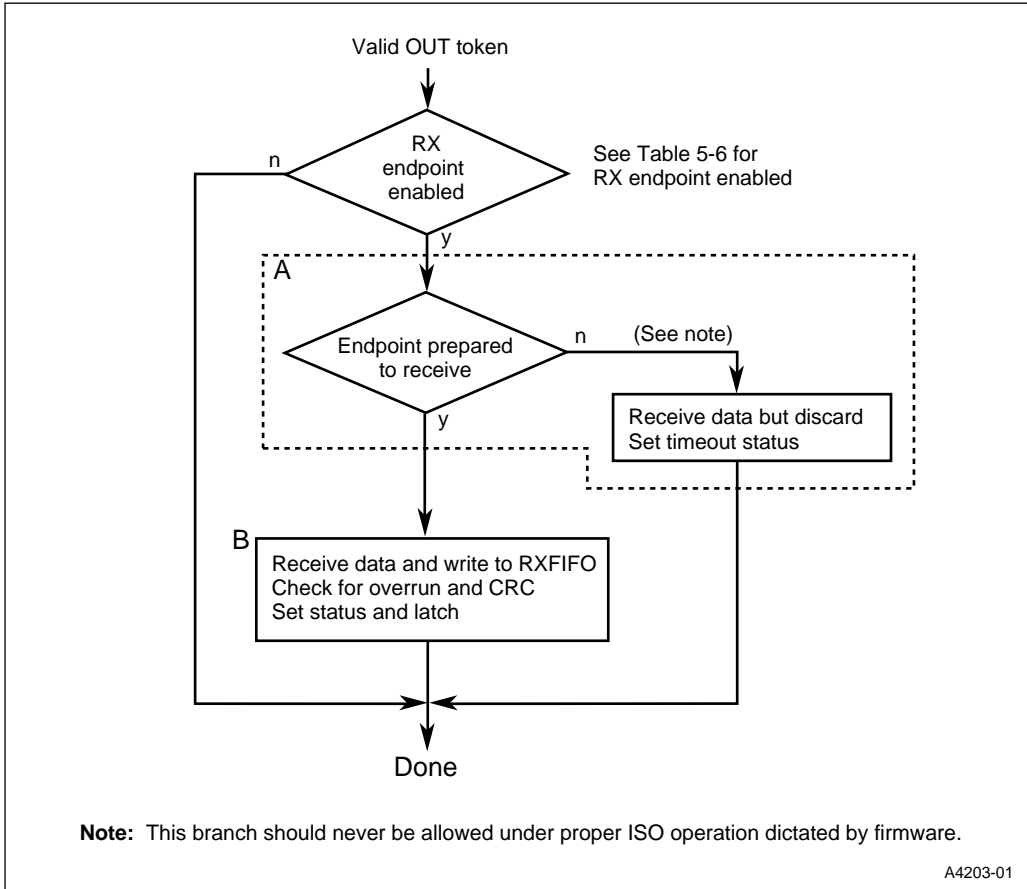 Valid OUT token
RX
endpoint
enabled
n
See Table 5-6 for
RX endpoint enabled
y
A
Endpoint prepared
to receive
n
(See note)
y
Receive data but discard
Set timeout status
B
Receive data and write to RXFIFO
Check for overrun and CRC
Set status and latch
Done
Note: This branch should never be allowed under proper ISO operation dictated by firmware.
A4203-01